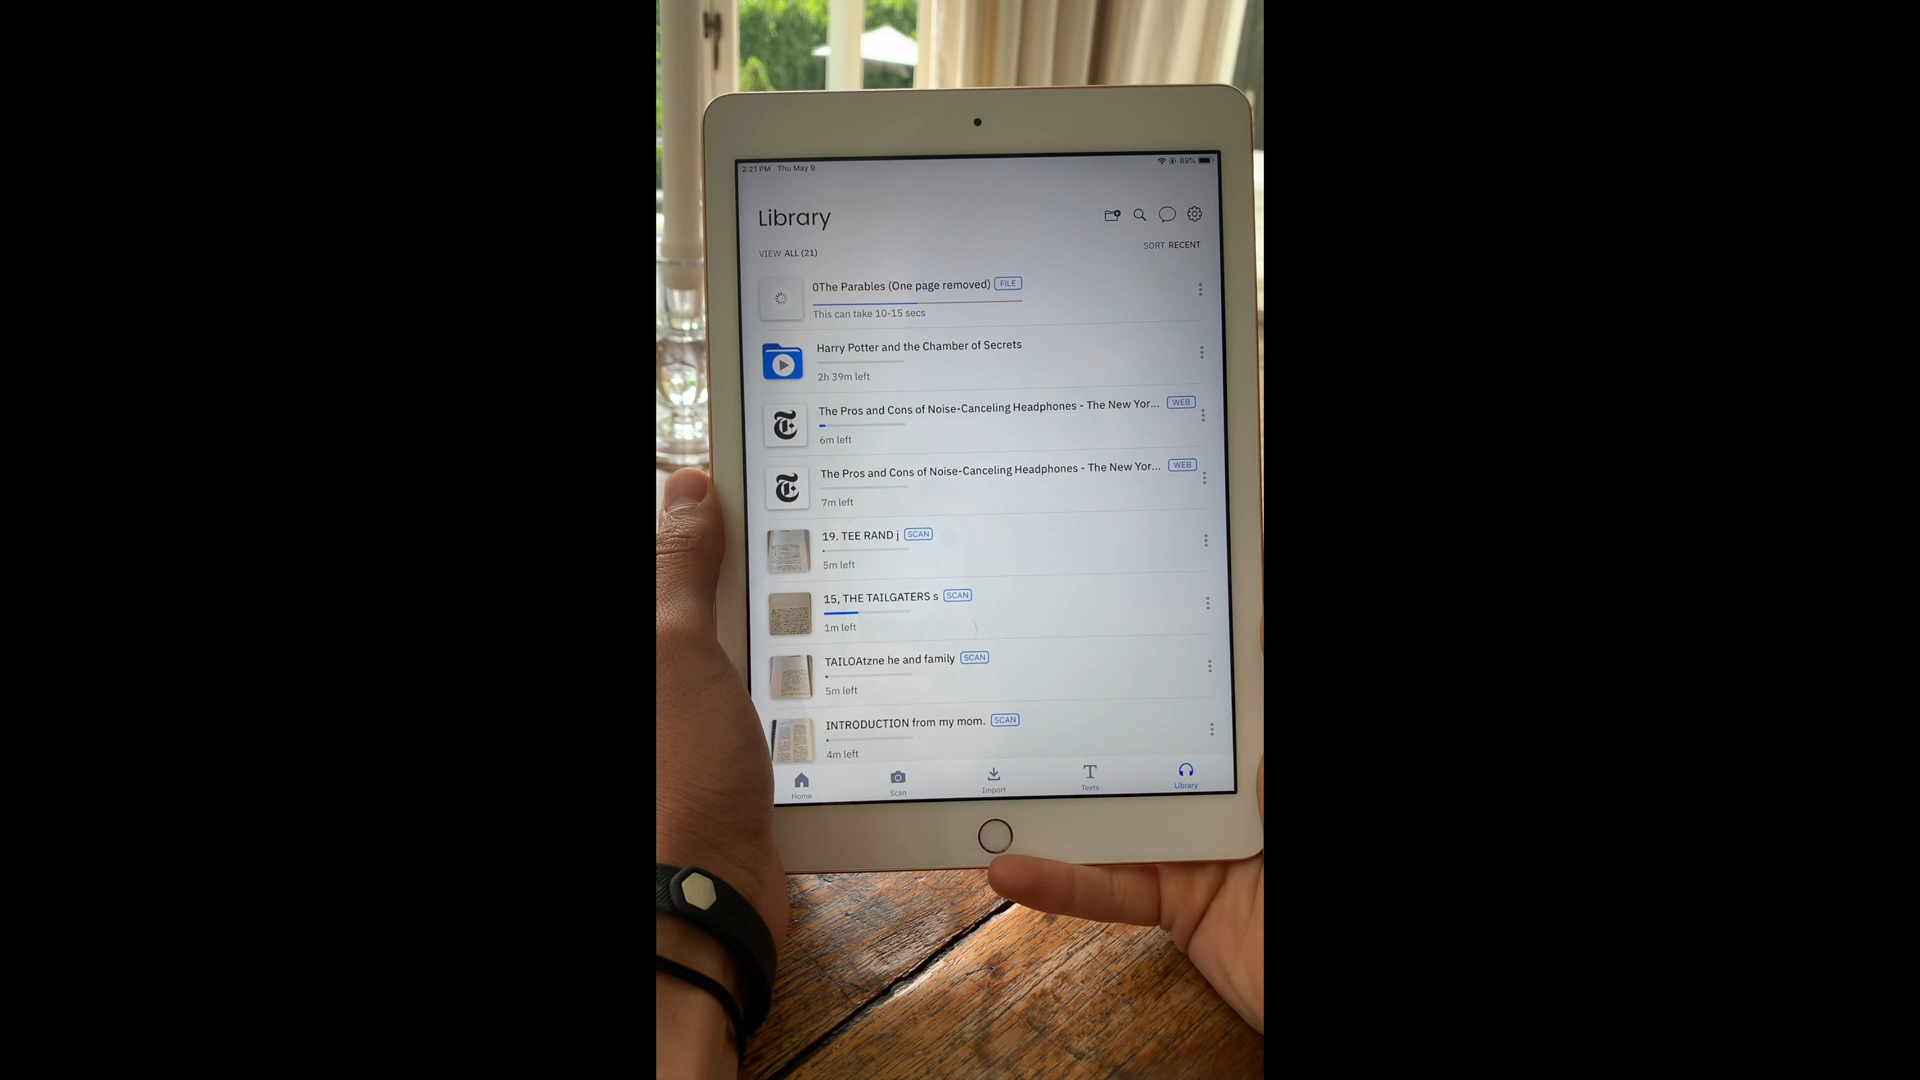 2:21 PM Thu May 9
89%
Library
VIEW ALL (21)
SORT RECENT
0The Parables (One page removed) FILE
This can take 10-15 secs
Harry Potter and the Chamber of Secrets
2h 39m left
The Pros and Cons of Noise-Canceling Headphones - The New Yor... WEB
6m left
The Pros and Cons of Noise-Canceling Headphones - The New Yor... WEB
7m left
19. TEE RAND j SCAN
5m left
15, THE TAILGATERS s SCAN
1m left
TAILOAtzne he and family SCAN
5m left
INTRODUCTION from my mom. SCAN
4m left
Home Scan Import Texts Library